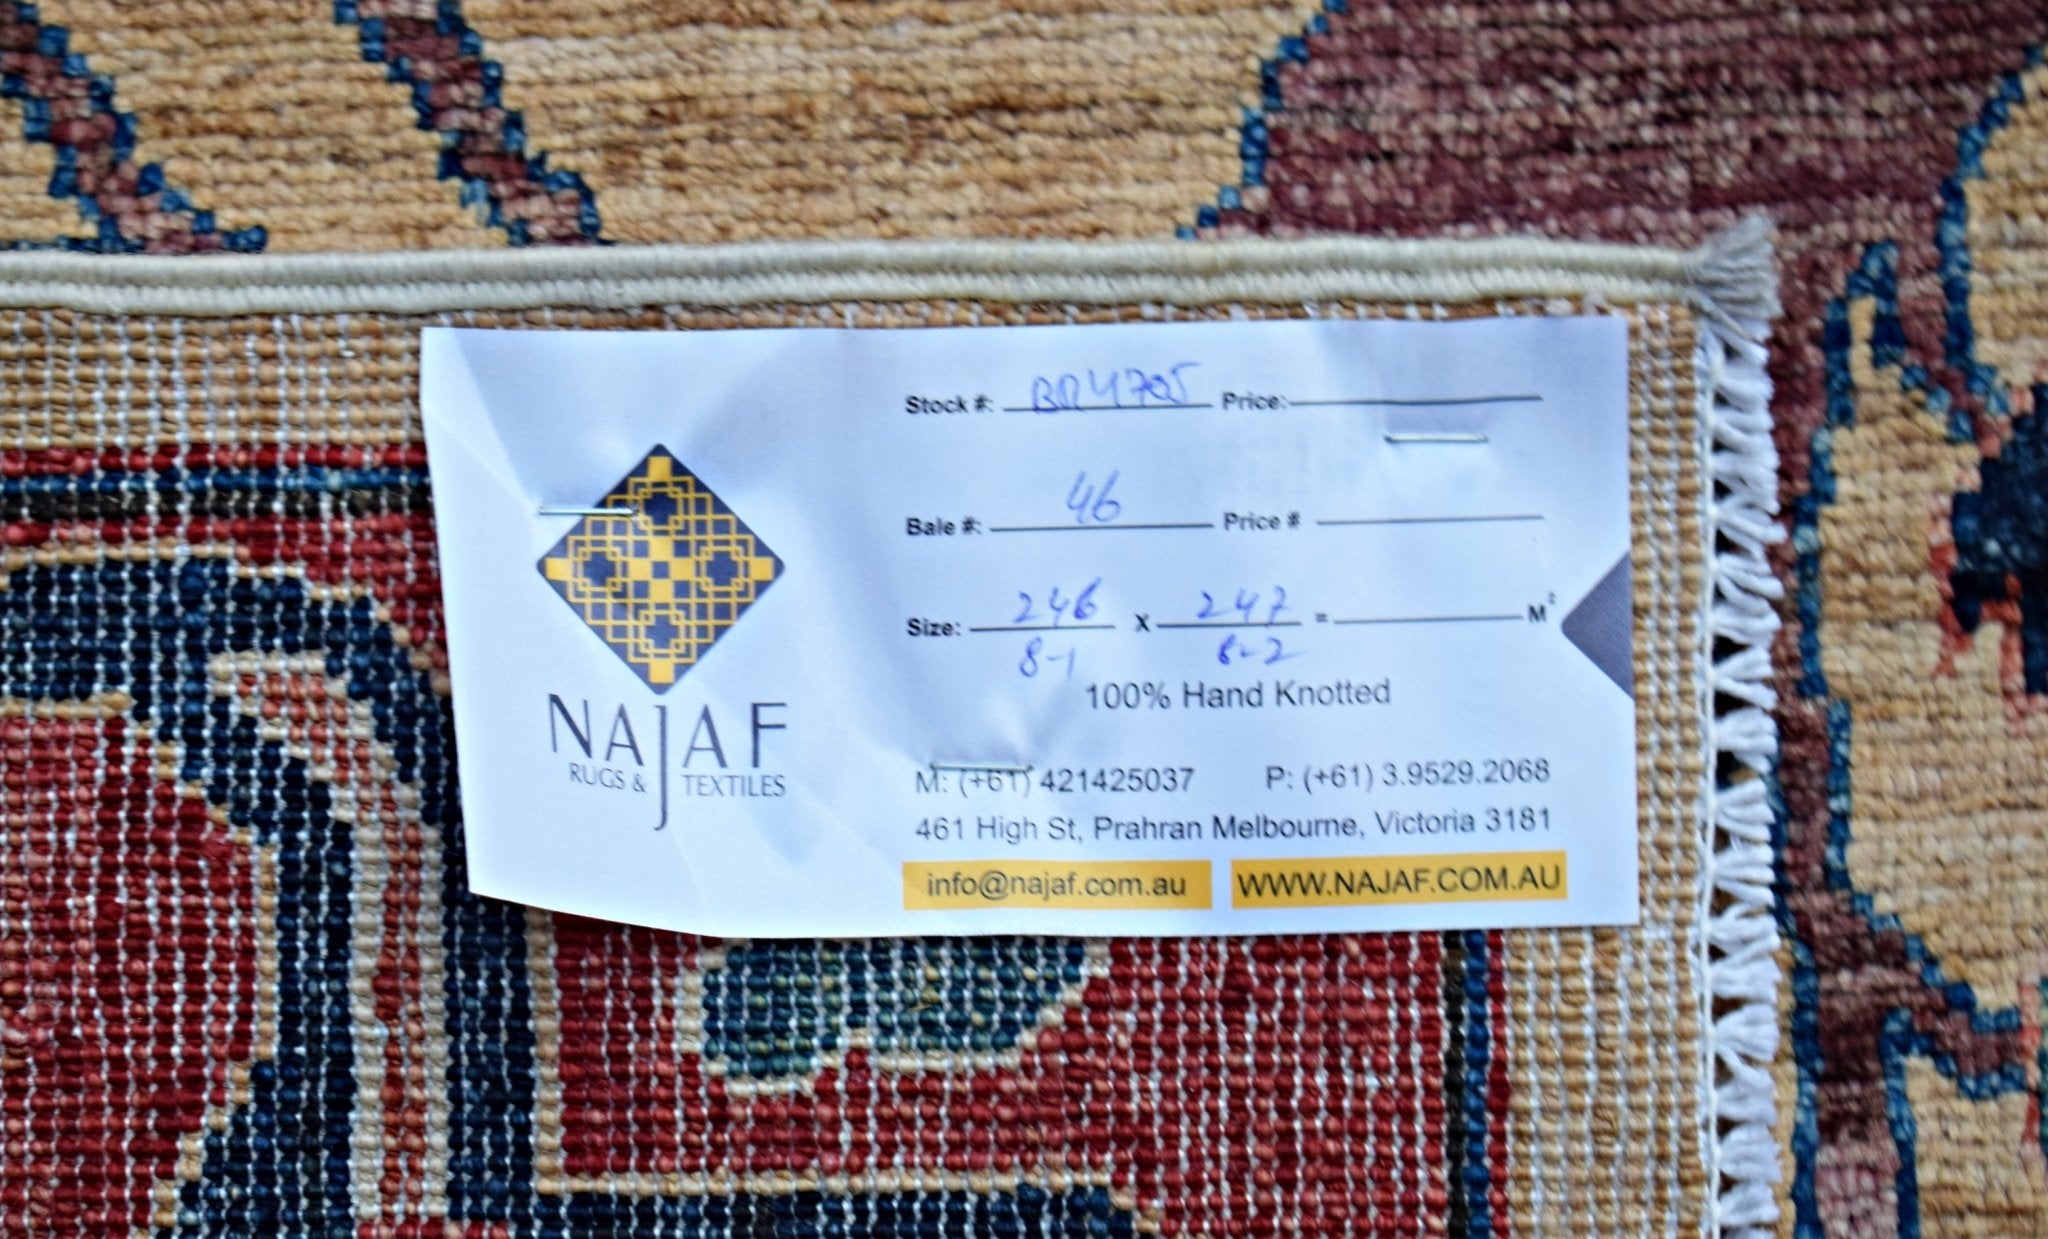 NAJAF
RUGS & TEXTILES
Stock #: BR4705 Price:
Bale #: 46 Price #
Size: 246 X 247 = M²
8-1 8-2
100% Hand Knotted
M: (+61) 421425037 P: (+61) 3.9529.2068
461 High St, Prahran Melbourne, Victoria 3181
info@najaf.com.au WWW.NAJAF.COM.AU